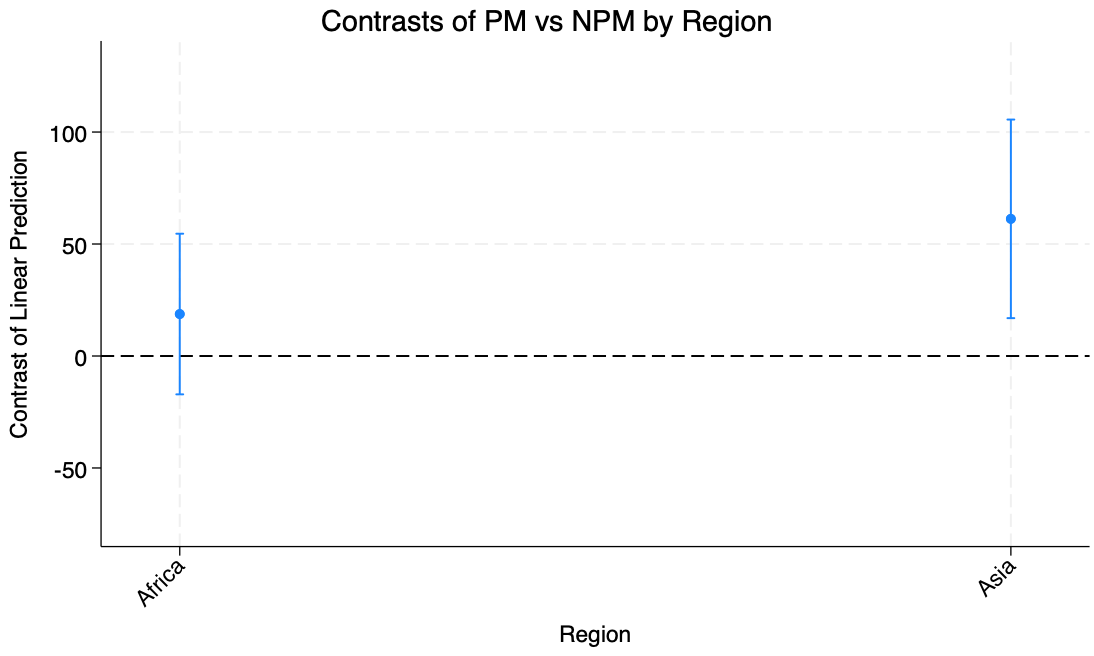 Contrasts of PM vs NPM by Region
Contrast of Linear Prediction
100
50
0
-50
Africa
Asia
Region